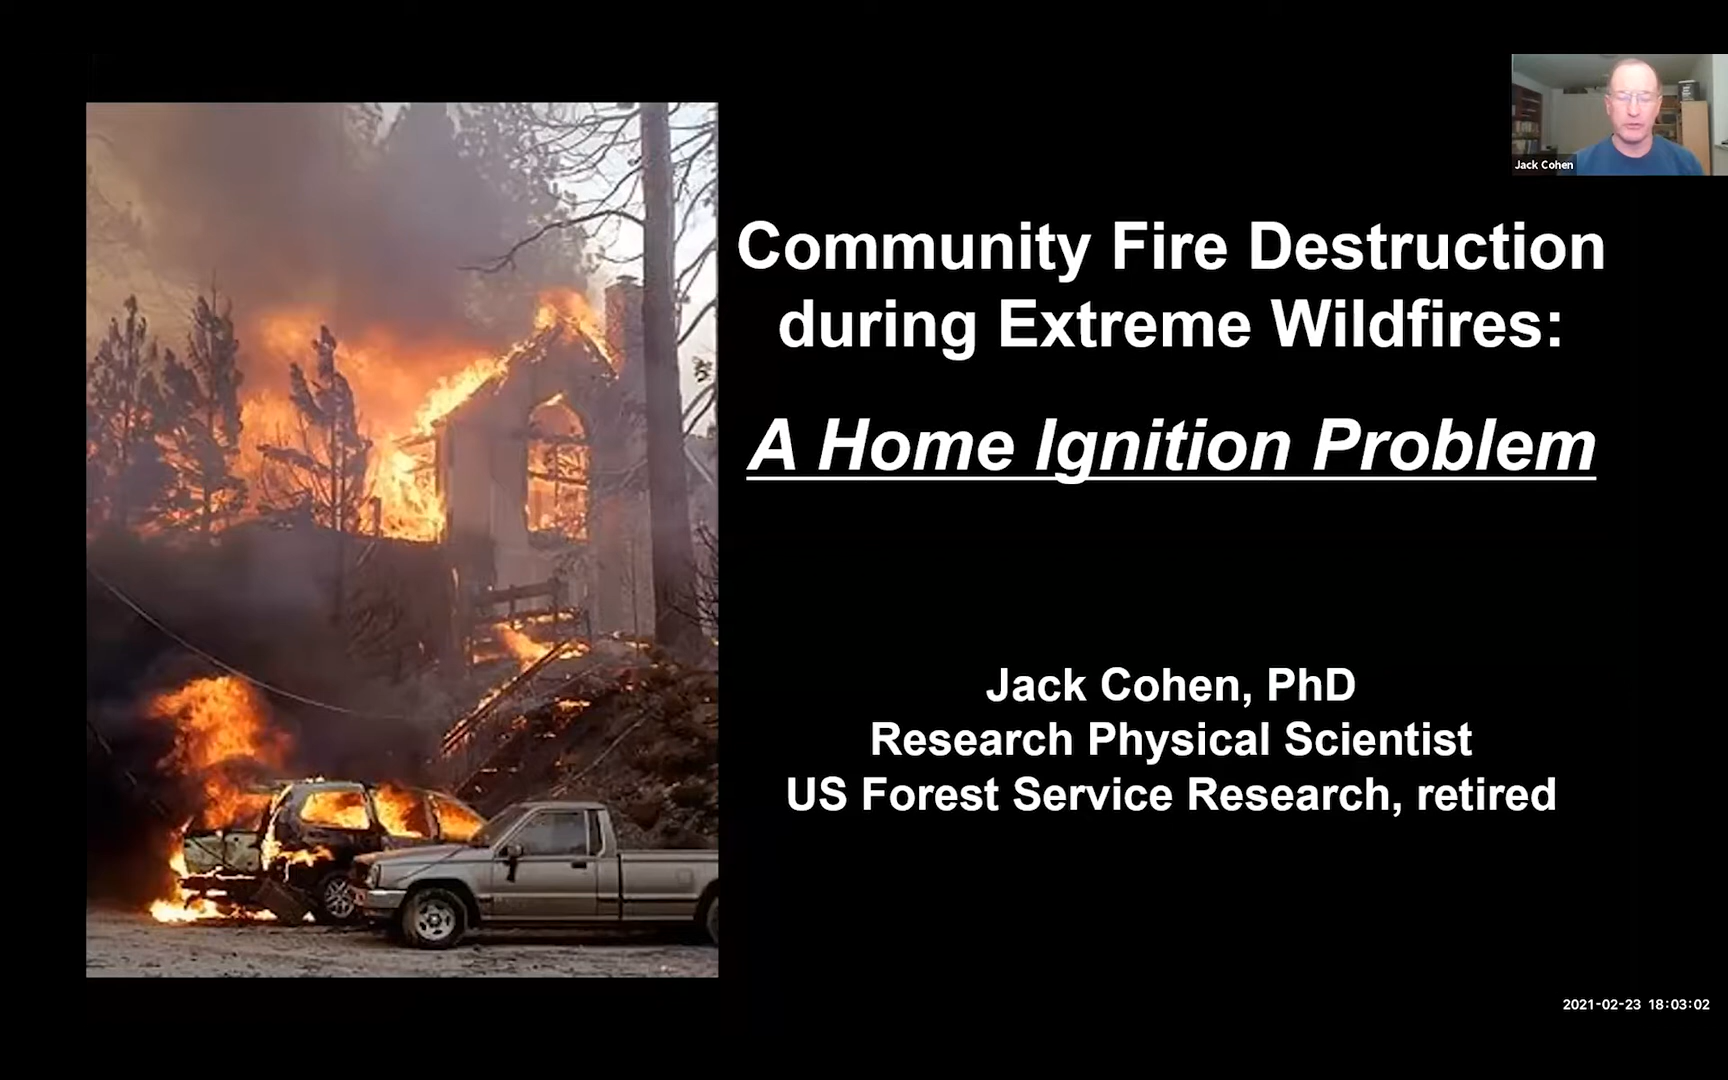 Jack Cohen
Community Fire Destruction
during Extreme Wildfires:
A Home Ignition Problem
Jack Cohen, PhD
Research Physical Scientist
US Forest Service Research, retired
2021-02-23 18:03:02